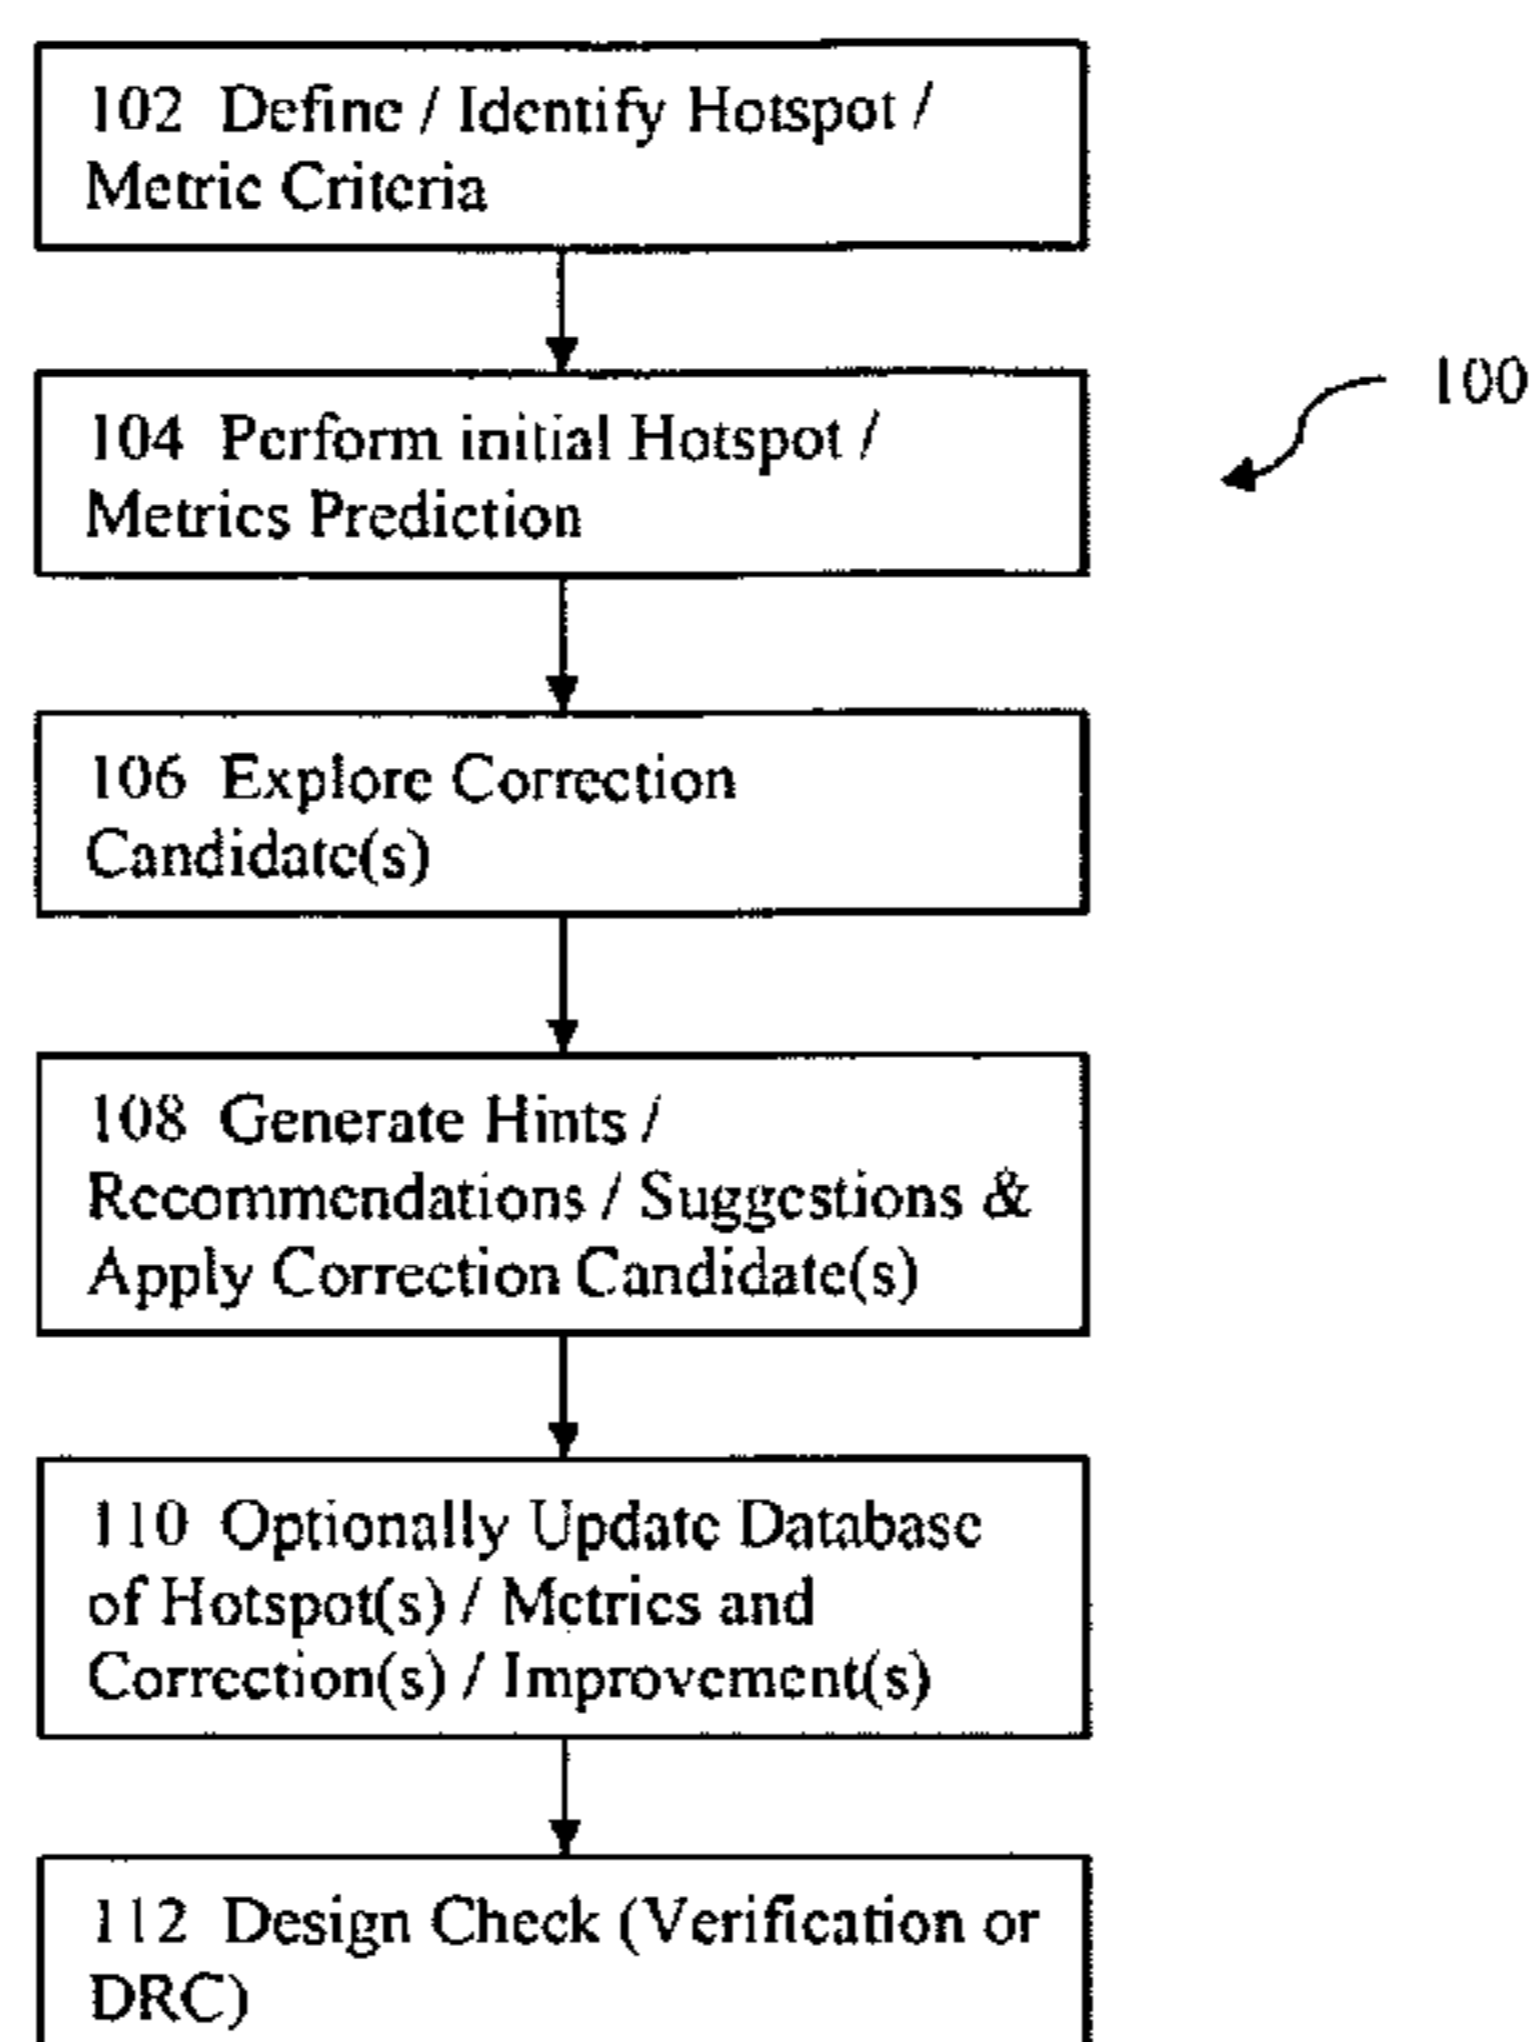 102 Define / Identify Hotspot /
Metric Criteria
100
104 Perform initial Hotspot /
Metrics Prediction
106 Explore Correction
Candidate(s)
108 Generate Hints /
Recommendations / Suggestions &
Apply Correction Candidate(s)
110 Optionally Update Database
of Hotspot(s) / Metrics and
Correction(s) / Improvement(s)
112 Design Check (Verification or
DRC)